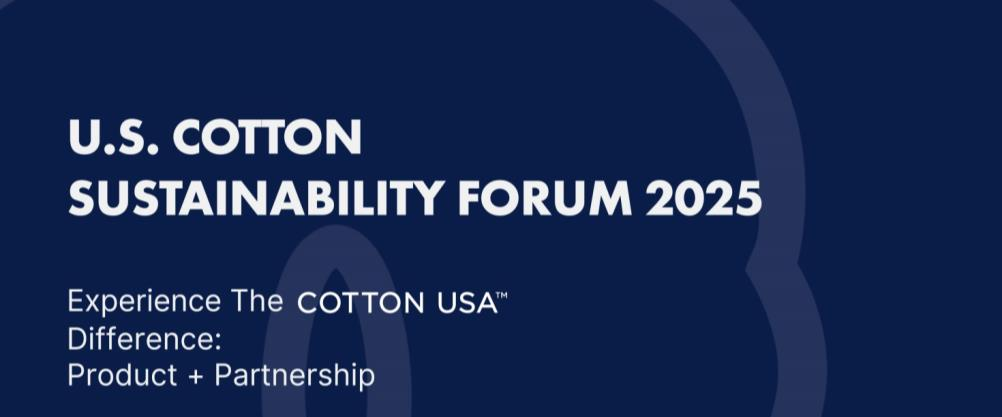 U.S. COTTON
SUSTAINABILITY FORUM 2025
Experience The COTTON USA™
Difference:
Product + Partnership